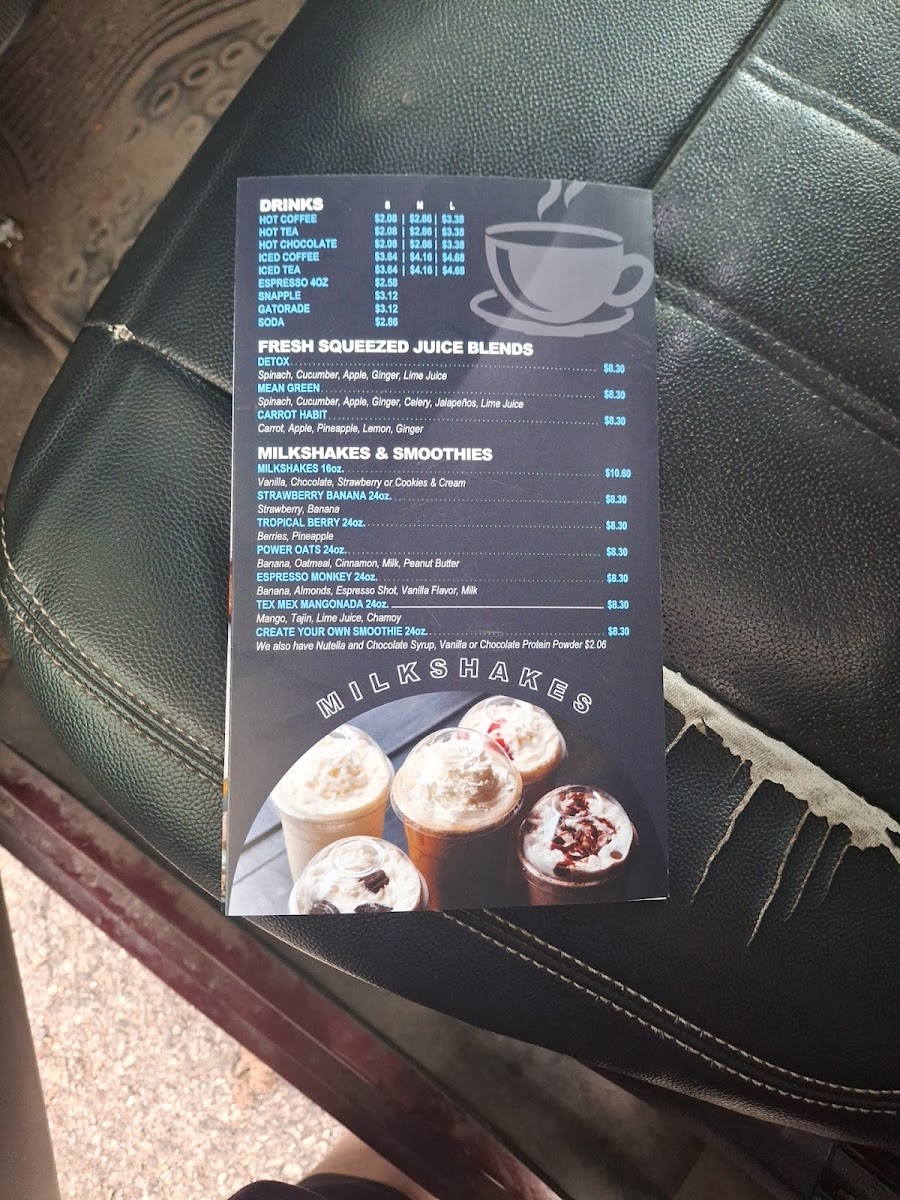 DRINKS S M L
HOT COFFEE $2.08 | $2.86 | $3.38
HOT TEA $2.08 | $2.86 | $3.38
HOT CHOCOLATE $2.08 | $2.86 | $3.38
ICED COFFEE $3.64 | $4.16 | $4.68
ICED TEA $3.64 | $4.16 | $4.68
ESPRESSO 4OZ $2.58
SNAPPLE $3.12
GATORADE $3.12
SODA $2.86
FRESH SQUEEZED JUICE BLENDS
DETOX $8.30
Spinach, Cucumber, Apple, Ginger, Lime Juice
MEAN GREEN $8.30
Spinach, Cucumber, Apple, Ginger, Celery, Jalapeños, Lime Juice
CARROT HABIT $8.30
Carrot, Apple, Pineapple, Lemon, Ginger
MILKSHAKES & SMOOTHIES
MILKSHAKES 16oz. $10.60
Vanilla, Chocolate, Strawberry or Cookies & Cream
STRAWBERRY BANANA 24oz. $8.30
Strawberry, Banana
TROPICAL BERRY 24oz. $8.30
Berries, Pineapple
POWER OATS 24oz. $8.30
Banana, Oatmeal, Cinnamon, Milk, Peanut Butter
ESPRESSO MONKEY 24oz. $8.30
Banana, Almonds, Espresso Shot, Vanilla Flavor, Milk
TEX MEX MANGONADA 24oz. $8.30
Mango, Tajin, Lime Juice, Chamoy
CREATE YOUR OWN SMOOTHIE 24oz. $8.30
We also have Nutella and Chocolate Syrup, Vanilla or Chocolate Protein Powder $2.06
MILKSHAKES